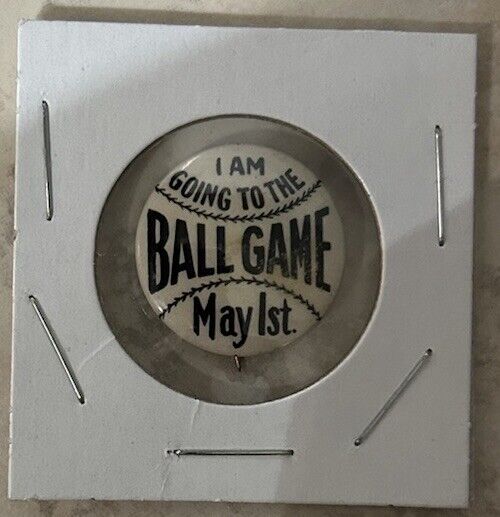 I AM
GOING TO THE
BALL GAME
May 1st.